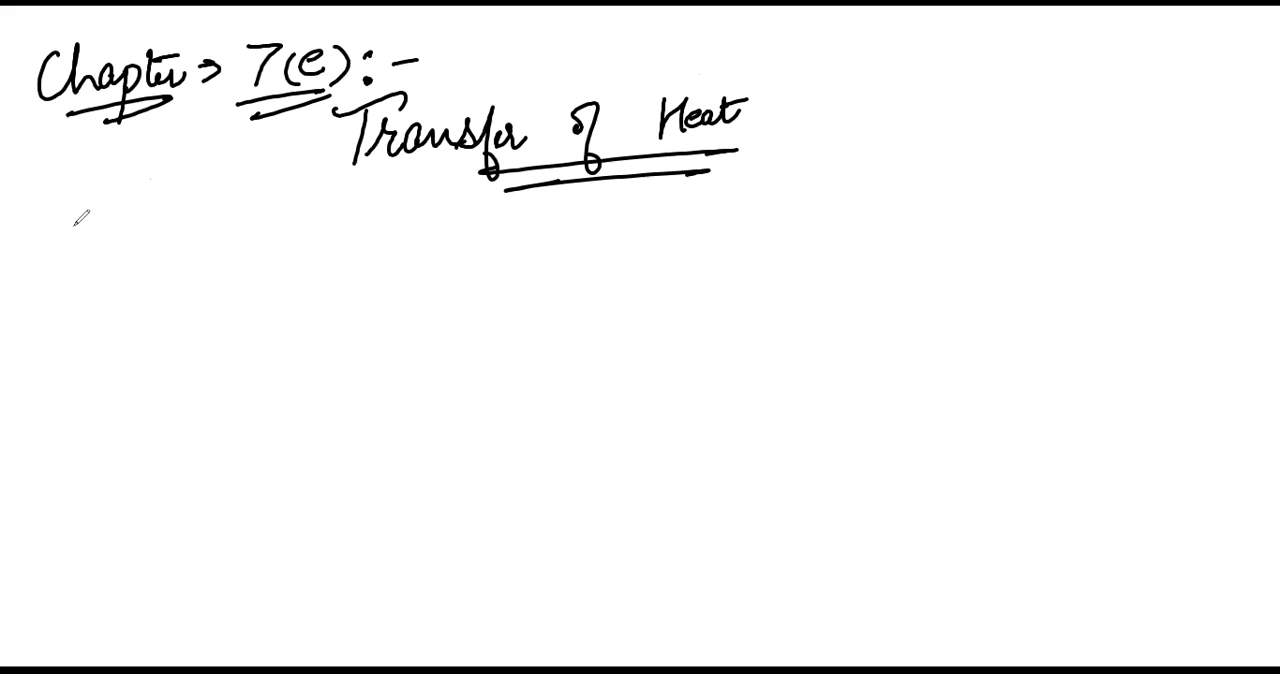 Chapter → 7(e):-
Transfer of Heat